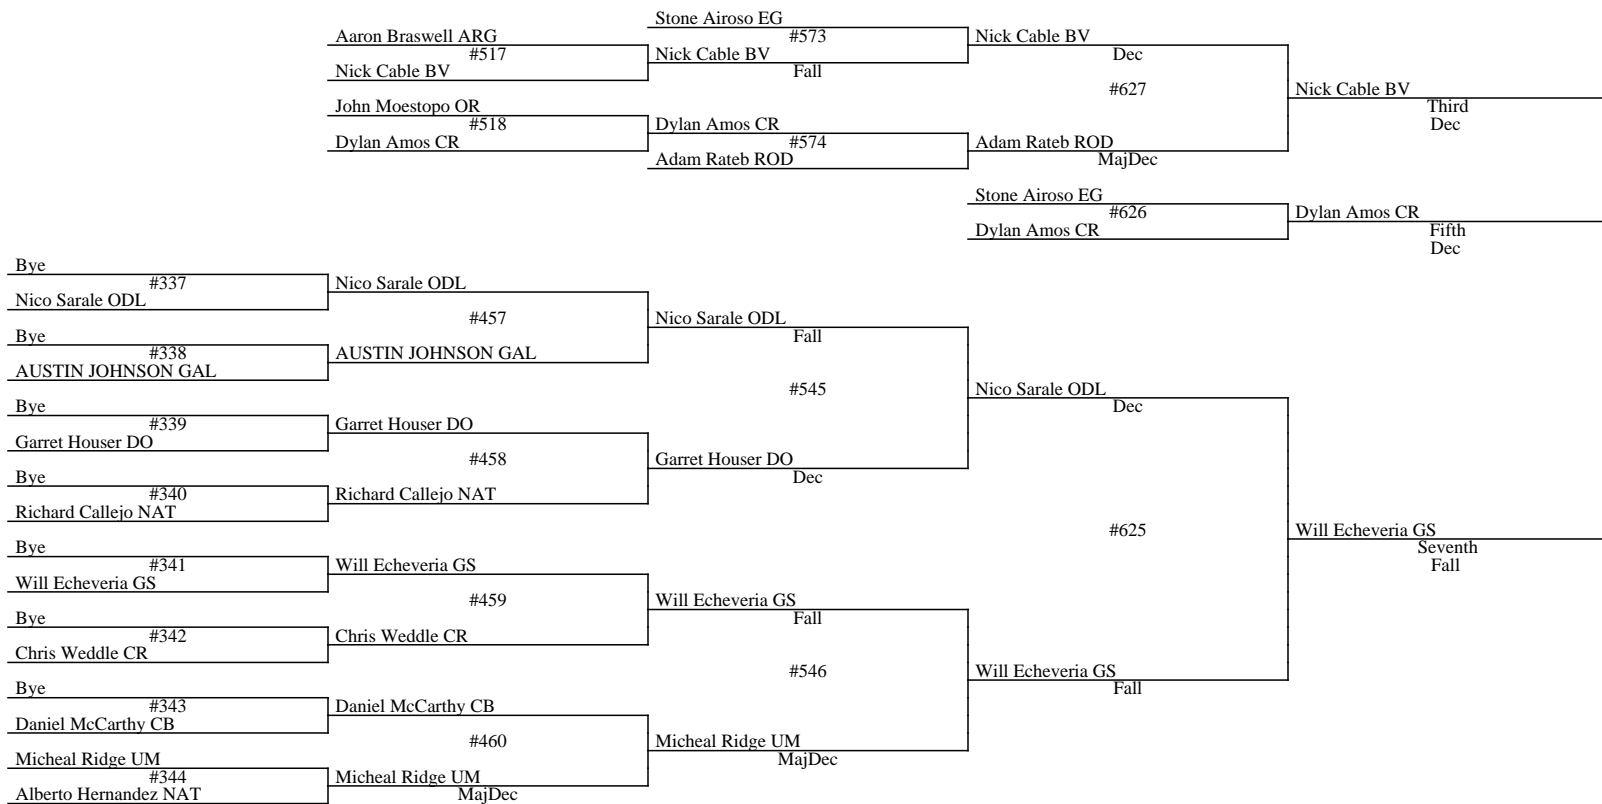 Stone Airoso EG
Aaron Braswell ARG
#573
Nick Cable BV
#517
Nick Cable BV
Dec
Nick Cable BV
Fall
#627
Nick Cable BV
John Moestopo OR
Third
#518
Dylan Amos CR
Dec
Dylan Amos CR
#574
Adam Rateb ROD
Adam Rateb ROD
MajDec
Stone Airoso EG
#626
Dylan Amos CR
Dylan Amos CR
Fifth
Dec
Bye
#337
Nico Sarale ODL
Nico Sarale ODL
#457
Nico Sarale ODL
Bye
Fall
#338
AUSTIN JOHNSON GAL
AUSTIN JOHNSON GAL
#545
Nico Sarale ODL
Bye
Dec
#339
Garret Houser DO
Garret Houser DO
#458
Garret Houser DO
Bye
Dec
#340
Richard Callejo NAT
Richard Callejo NAT
#625
Will Echeveria GS
Bye
Seventh
#341
Will Echeveria GS
Fall
Will Echeveria GS
#459
Will Echeveria GS
Bye
Fall
#342
Chris Weddle CR
Chris Weddle CR
#546
Will Echeveria GS
Bye
Fall
#343
Daniel McCarthy CB
Daniel McCarthy CB
#460
Micheal Ridge UM
Micheal Ridge UM
MajDec
#344
Micheal Ridge UM
Alberto Hernandez NAT
MajDec